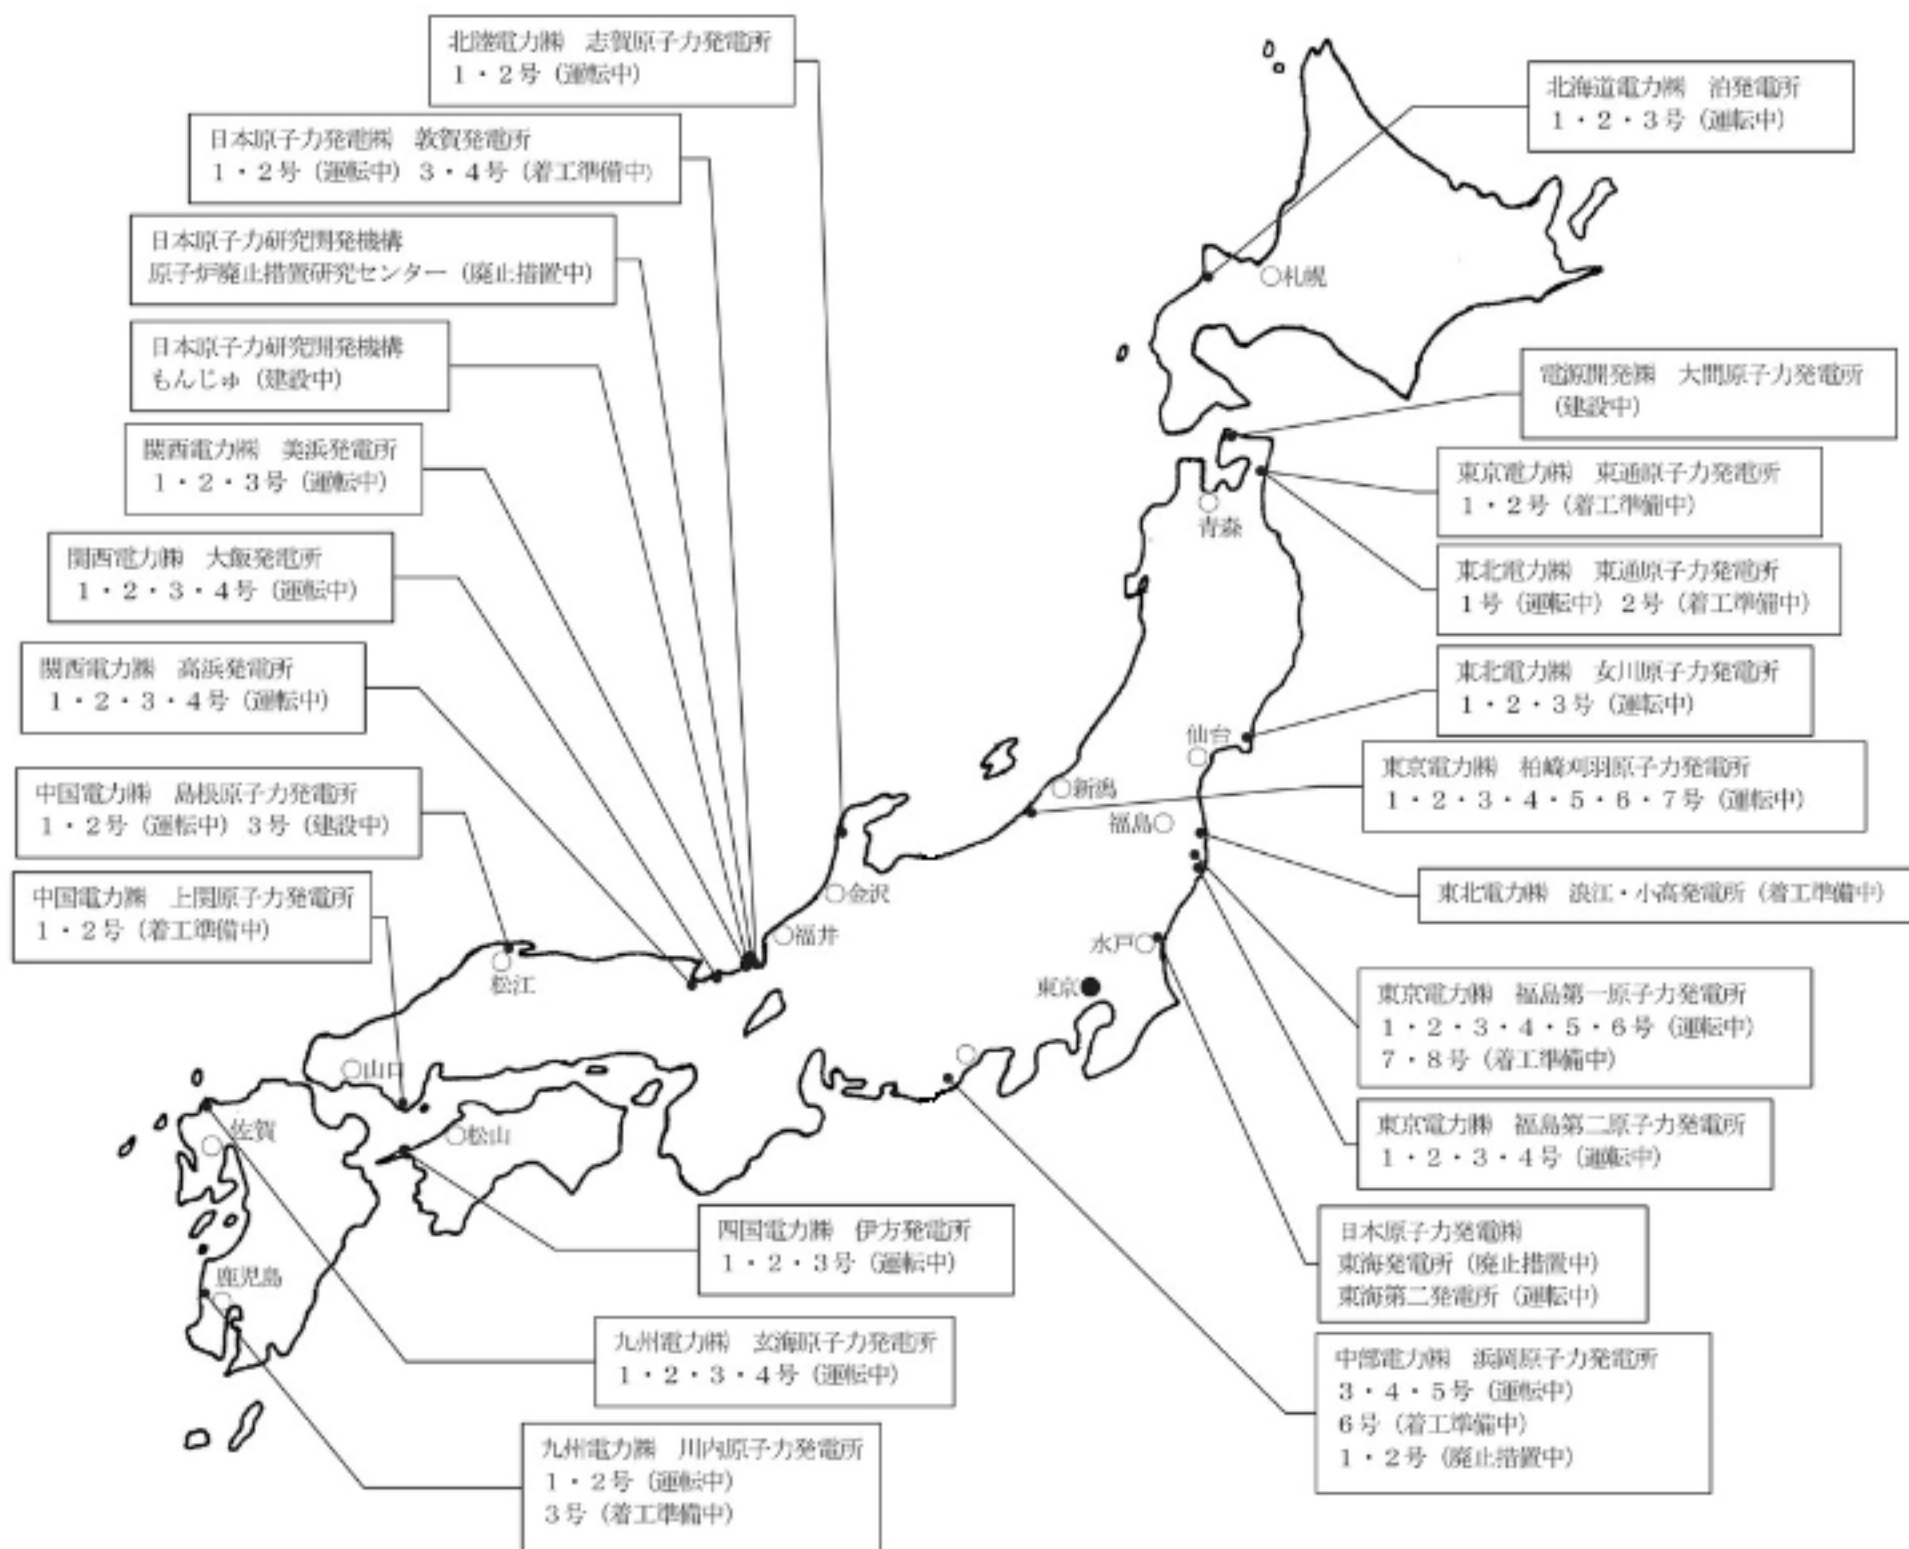 北陸電力㈱ 志賀原子力発電所
1・2号（運転中）
日本原子力発電㈱ 敦賀発電所
1・2号（運転中） 3・4号（着工準備中）
日本原子力研究開発機構
原子炉廃止措置研究センター（廃止措置中）
日本原子力研究開発機構
もんじゅ（建設中）
関西電力㈱ 美浜発電所
1・2・3号（運転中）
関西電力㈱ 大飯発電所
1・2・3・4号（運転中）
関西電力㈱ 高浜発電所
1・2・3・4号（運転中）
中国電力㈱ 島根原子力発電所
1・2号（運転中） 3号（建設中）
中国電力㈱ 上関原子力発電所
1・2号（着工準備中）
北海道電力㈱ 泊発電所
1・2・3号（運転中）
電源開発㈱ 大間原子力発電所
（建設中）
東京電力㈱ 東通原子力発電所
1・2号（着工準備中）
東北電力㈱ 東通原子力発電所
1号（運転中） 2号（着工準備中）
東北電力㈱ 女川原子力発電所
1・2・3号（運転中）
東京電力㈱ 柏崎刈羽原子力発電所
1・2・3・4・5・6・7号（運転中）
東北電力㈱ 浪江・小高発電所（着工準備中）
東京電力㈱ 福島第一原子力発電所
1・2・3・4・5・6号（運転中）
7・8号（着工準備中）
東京電力㈱ 福島第二原子力発電所
1・2・3・4号（運転中）
日本原子力発電㈱
東海発電所（廃止措置中）
東海第二発電所（運転中）
中部電力㈱ 浜岡原子力発電所
3・4・5号（運転中）
6号（着工準備中）
1・2号（廃止措置中）
四国電力㈱ 伊方発電所
1・2・3号（運転中）
九州電力㈱ 玄海原子力発電所
1・2・3・4号（運転中）
九州電力㈱ 川内原子力発電所
1・2号（運転中）
3号（着工準備中）
札幌
青森
仙台
新潟
福島
金沢
福井
水戸
東京
松江
山口
松山
佐賀
鹿児島